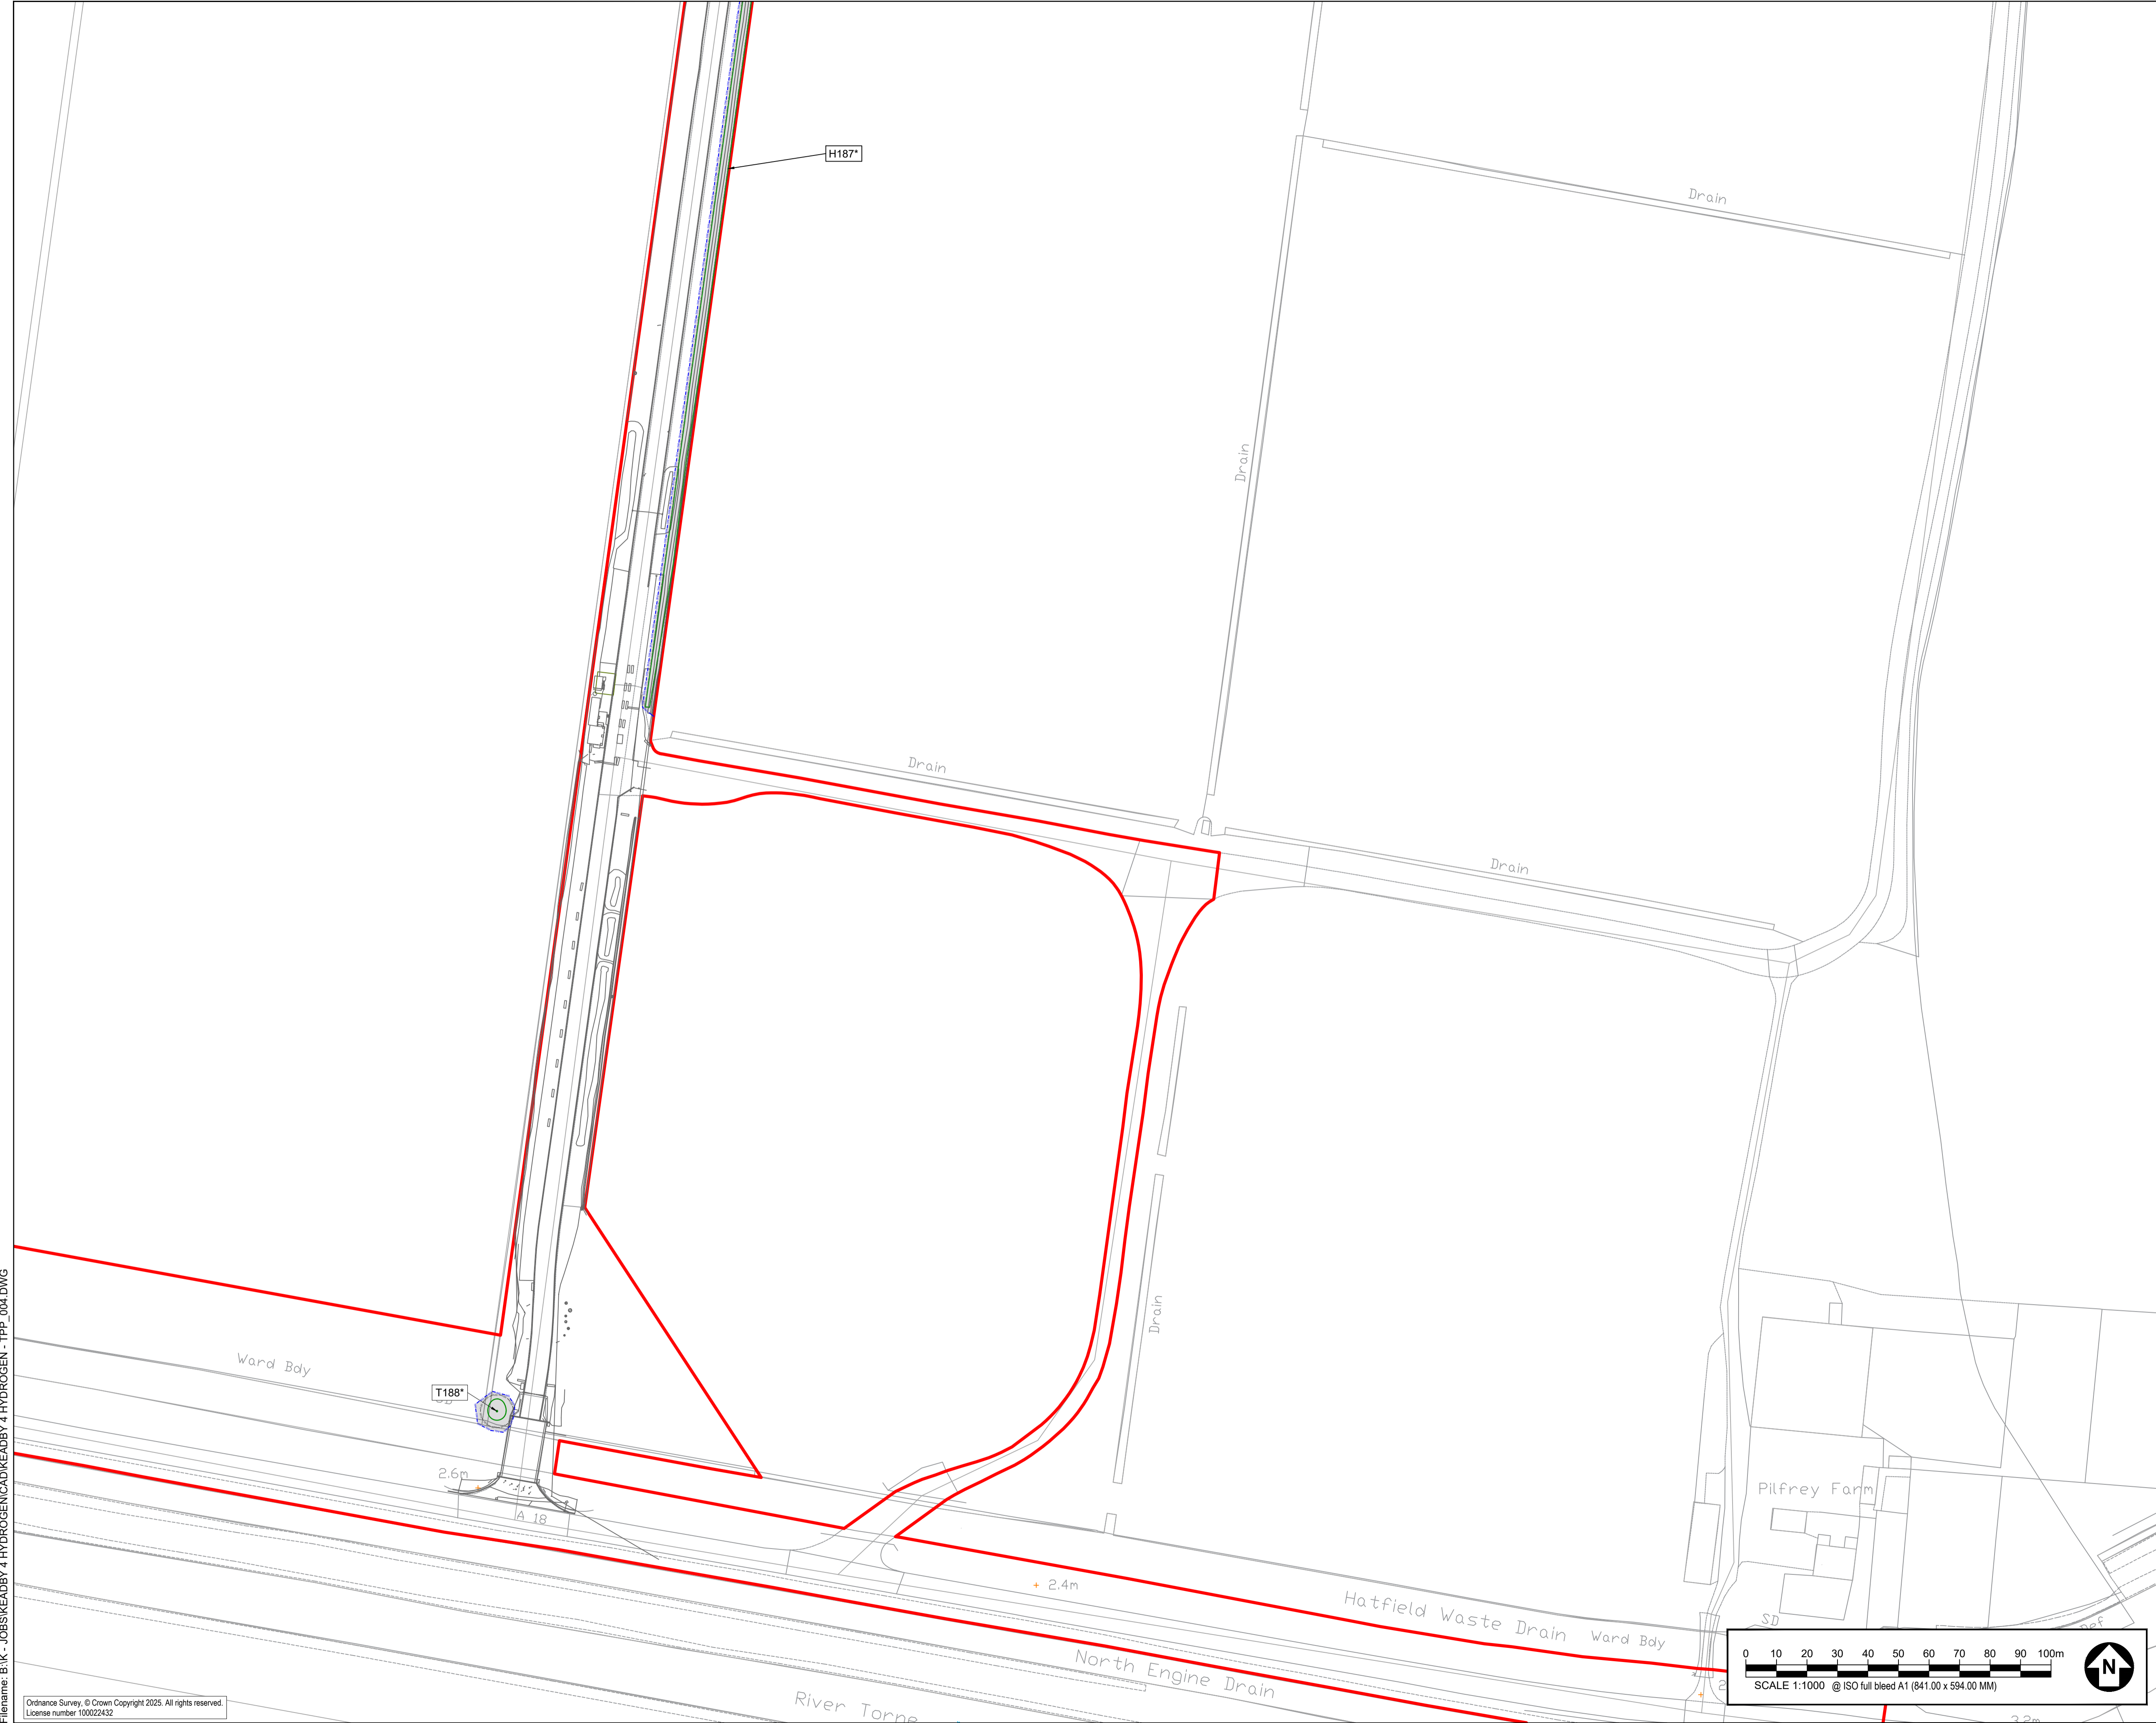 H187*
Drain
Drain
Drain
Drain
Drain
Ward Bdy
T188*
2.6m
A 18
Pilfrey Farm
2.4m
Hatfield Waste Drain
Ward Bdy
SD
North Engine Drain
River Torne
0 10 20 30 40 50 60 70 80 90 100m
SCALE 1:1000 @ ISO full bleed A1 (841.00 x 594.00 MM)
N
3.2m
Ordnance Survey, © Crown Copyright 2025. All rights reserved.
License number 100022432
Filename: B:\K - JOBS\KEADBY 4 HYDROGEN\CAD\KEADBY 4 HYDROGEN - TPP_004.DWG